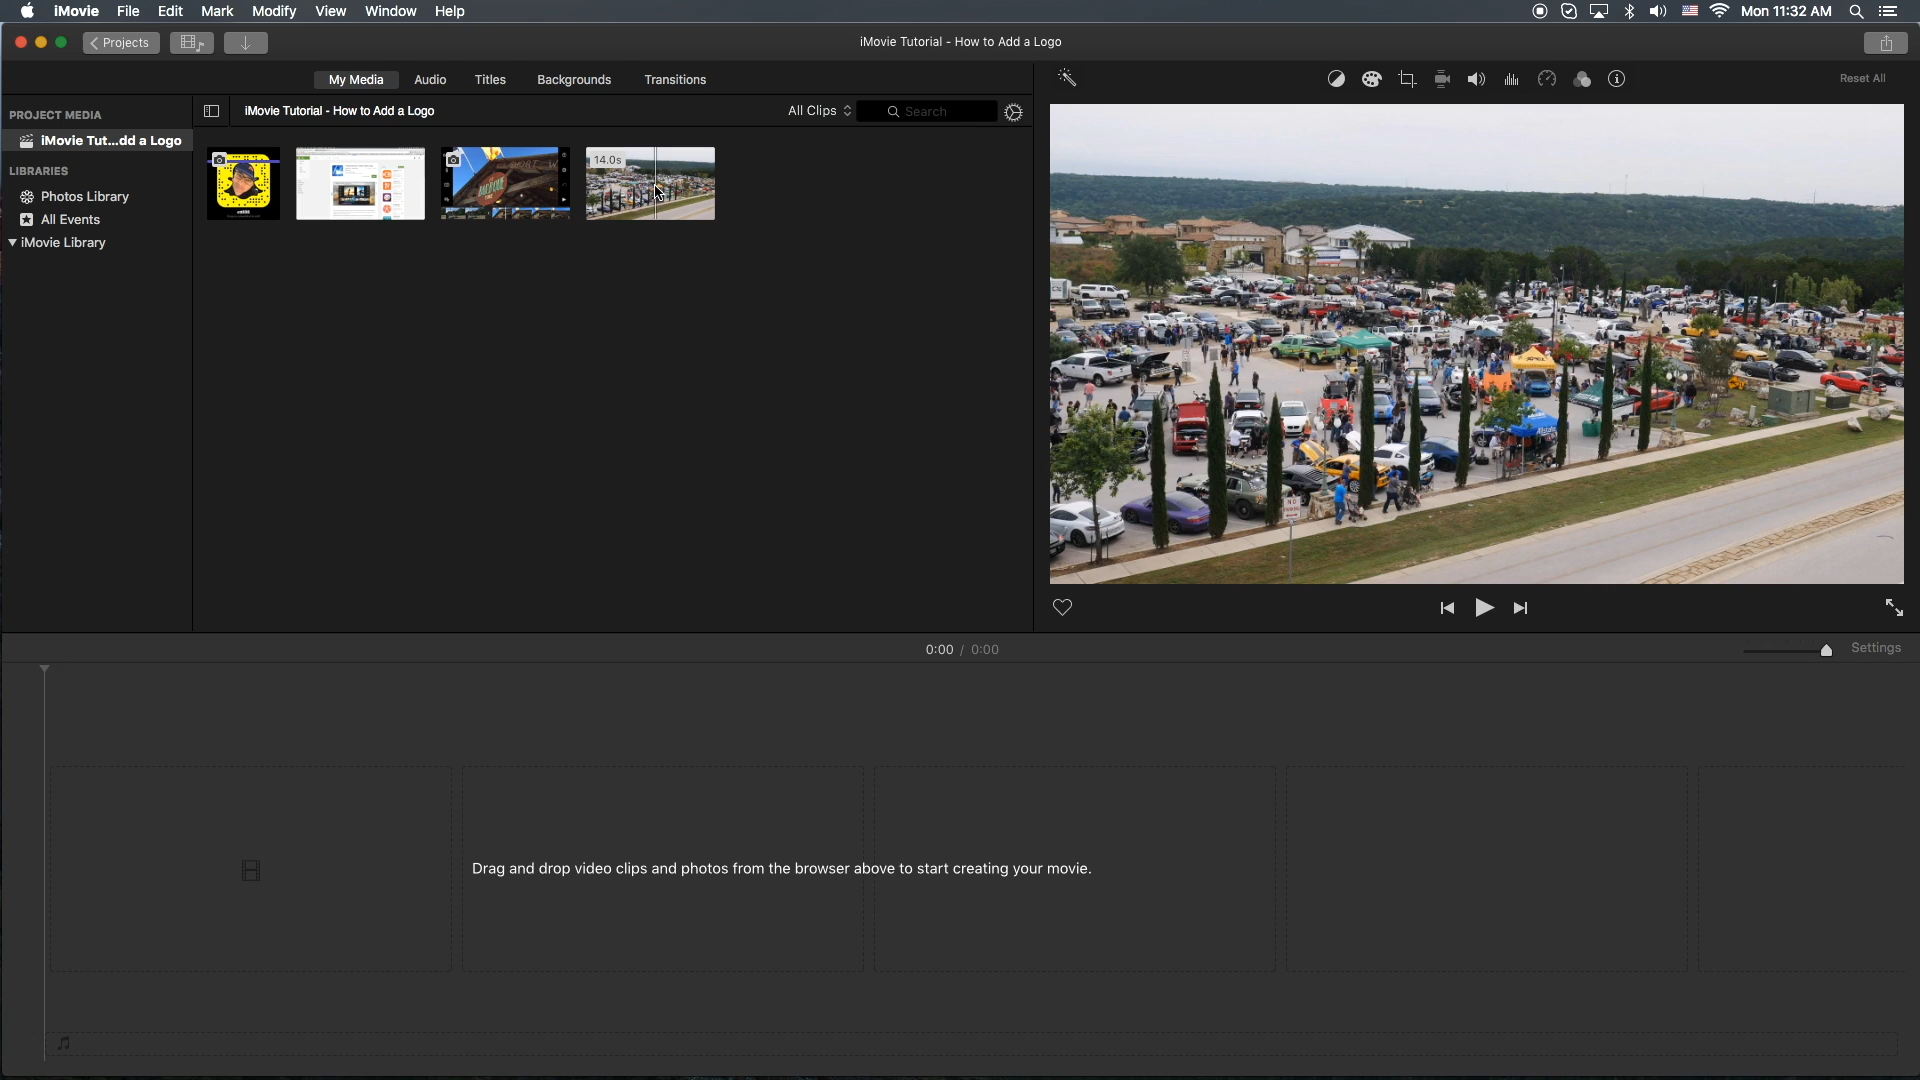 iMovie File Edit Mark Modify View Window Help Mon 11:32 AM
Projects iMovie Tutorial - How to Add a Logo
My Media Audio Titles Backgrounds Transitions Reset All
PROJECT MEDIA
iMovie Tutorial - How to Add a Logo All Clips Search
iMovie Tut...dd a Logo
LIBRARIES
Photos Library
All Events
iMovie Library
14.0s
NO
PARKING
0:00 / 0:00 Settings
Drag and drop video clips and photos from the browser above to start creating your movie.